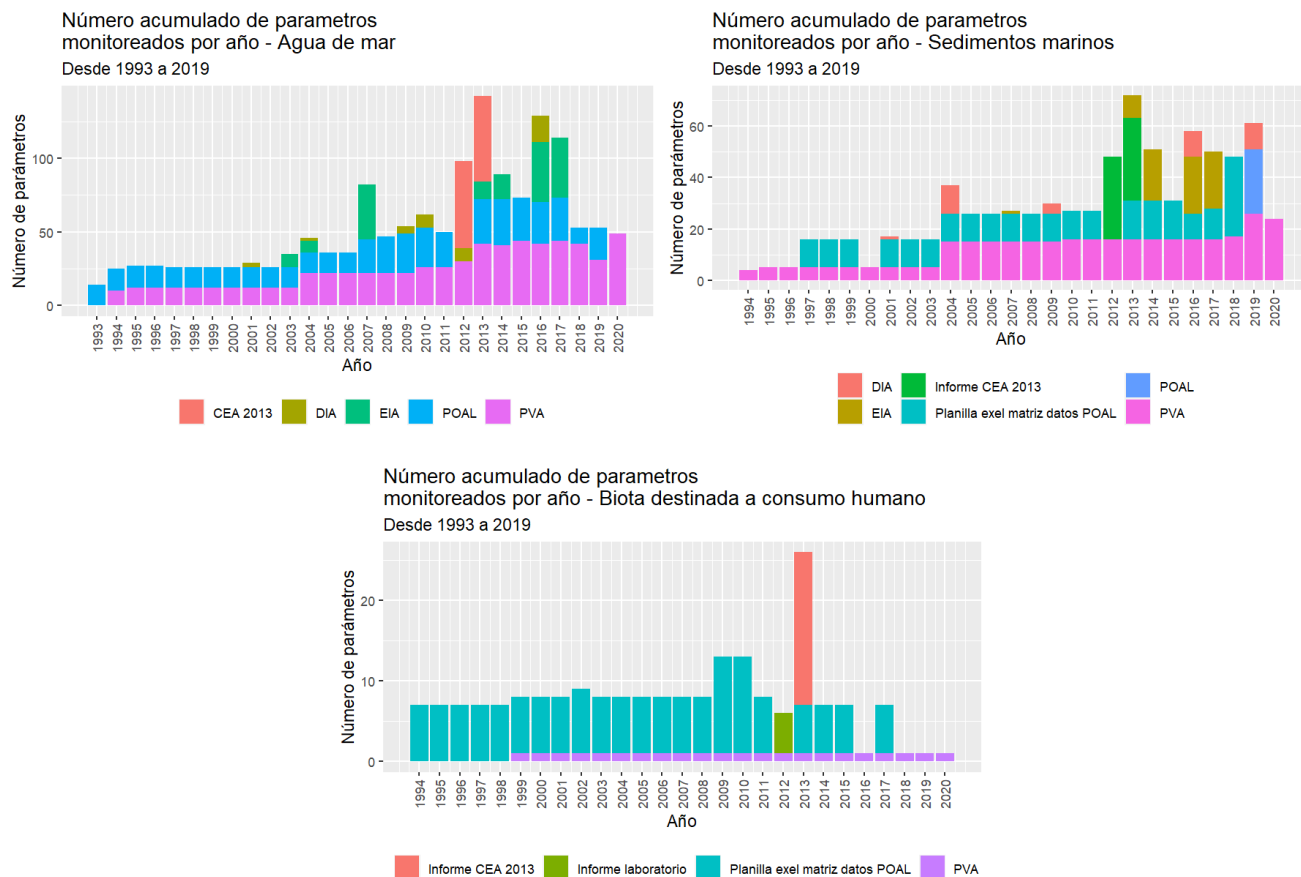 Número acumulado de parametros
monitoreados por año - Agua de mar
Desde 1993 a 2019
Número de parámetros
100
50
0
1993 1994 1995 1996 1997 1998 1999 2000 2001 2002 2003 2004 2005 2006 2007 2008 2009 2010 2011 2012 2013 2014 2015 2016 2017 2018 2019 2020
Año
CEA 2013 DIA EIA POAL PVA
Número acumulado de parametros
monitoreados por año - Sedimentos marinos
Desde 1993 a 2019
Número de parámetros
60
40
20
0
1994 1995 1996 1997 1998 1999 2000 2001 2002 2003 2004 2005 2006 2007 2008 2009 2010 2011 2012 2013 2014 2015 2016 2017 2018 2019 2020
Año
DIA Informe CEA 2013 POAL
EIA Planilla exel matriz datos POAL PVA
Número acumulado de parametros
monitoreados por año - Biota destinada a consumo humano
Desde 1993 a 2019
Número de parámetros
20
10
0
1994 1995 1996 1997 1998 1999 2000 2001 2002 2003 2004 2005 2006 2007 2008 2009 2010 2011 2012 2013 2014 2015 2016 2017 2018 2019 2020
Año
Informe CEA 2013 Informe laboratorio Planilla exel matriz datos POAL PVA